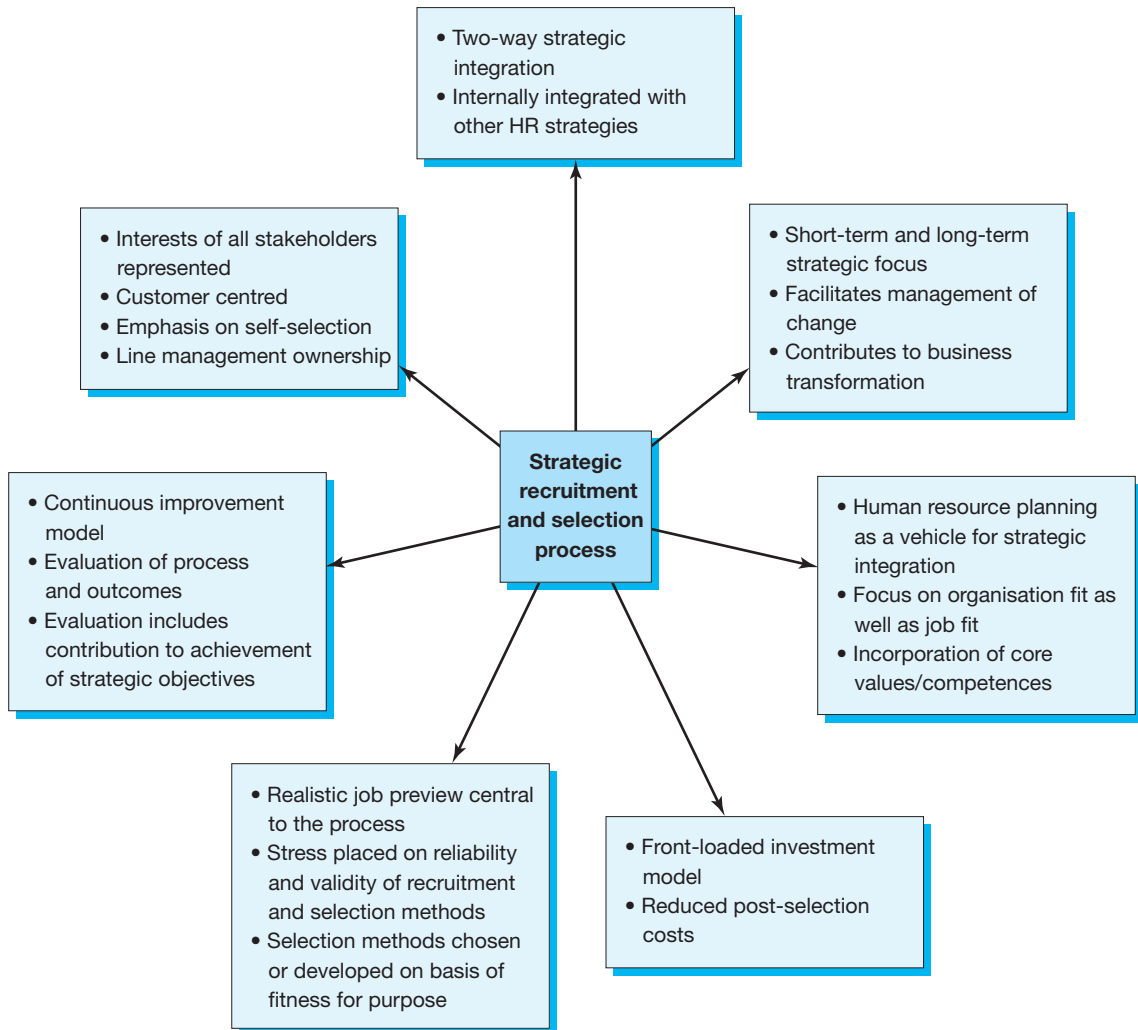 • Two-way strategic
integration
• Internally integrated with
other HR strategies
• Interests of all stakeholders
represented
• Customer centred
• Emphasis on self-selection
• Line management ownership
• Short-term and long-term
strategic focus
• Facilitates management of
change
• Contributes to business
transformation
Strategic
recruitment
and selection
process
• Continuous improvement
model
• Evaluation of process
and outcomes
• Evaluation includes
contribution to achievement
of strategic objectives
• Human resource planning
as a vehicle for strategic
integration
• Focus on organisation fit as
well as job fit
• Incorporation of core
values/competences
• Realistic job preview central
to the process
• Stress placed on reliability
and validity of recruitment
and selection methods
• Selection methods chosen
or developed on basis of
fitness for purpose
• Front-loaded investment
model
• Reduced post-selection
costs